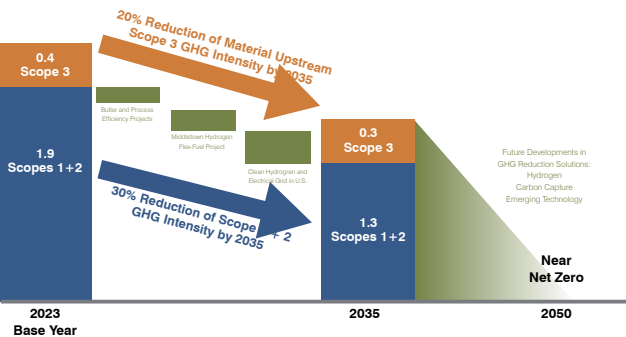 20% Reduction of Material Upstream
Scope 3 GHG Intensity by 2035
0.4
Scope 3
1.9
Scopes 1+2
Butler and Process
Efficiency Projects
Middletown Hydrogen
Flex-Fuel Project
Clean Hydrogren and
Electrical Grid in U.S.
30% Reduction of Scope 1 + 2
GHG Intensity by 2035
0.3
Scope 3
1.3
Scopes 1+2
Future Developments in
GHG Reduction Solutions:
Hydrogen
Carbon Capture
Emerging Technology
Near
Net Zero
2023
Base Year
2035
2050